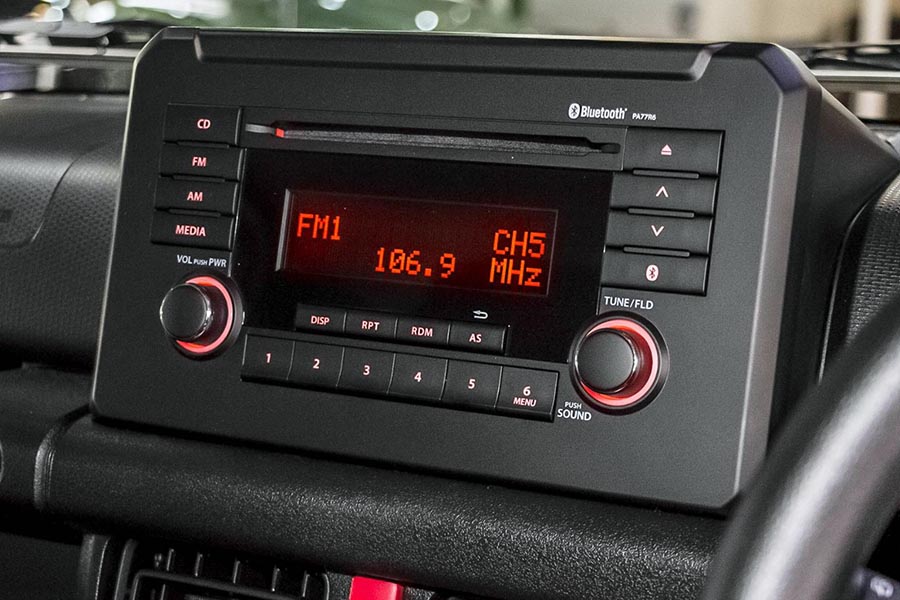 Bluetooth PA77R6
CD
FM
AM
MEDIA
VOL PUSH PWR
FM1 CH5
106.9 MHz
TUNE/FLD
DISP RPT RDM AS
1 2 3 4 5 6
MENU
PUSH
SOUND